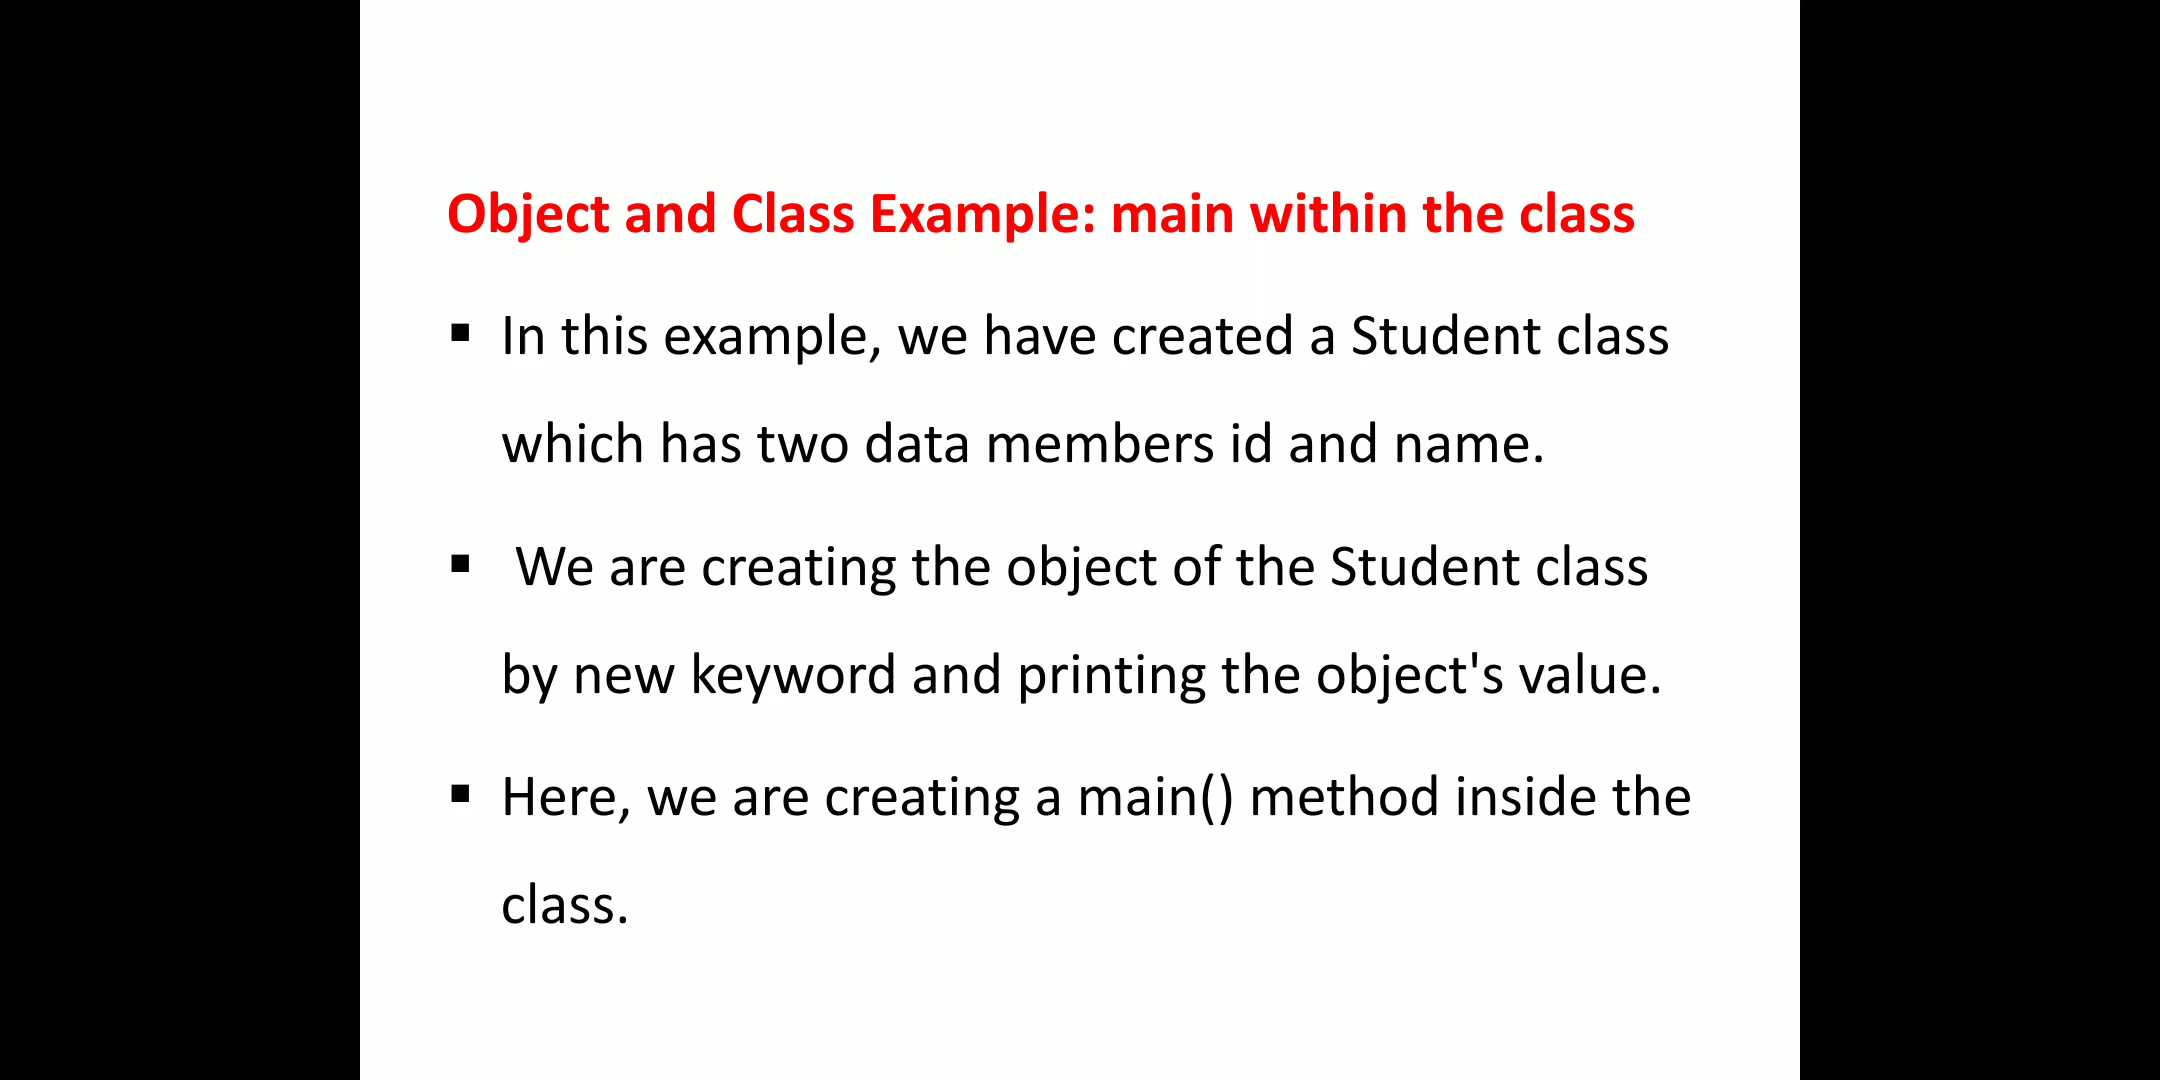 Object and Class Example: main within the class
▪ In this example, we have created a Student class
which has two data members id and name.
▪ We are creating the object of the Student class
by new keyword and printing the object's value.
▪ Here, we are creating a main() method inside the
class.